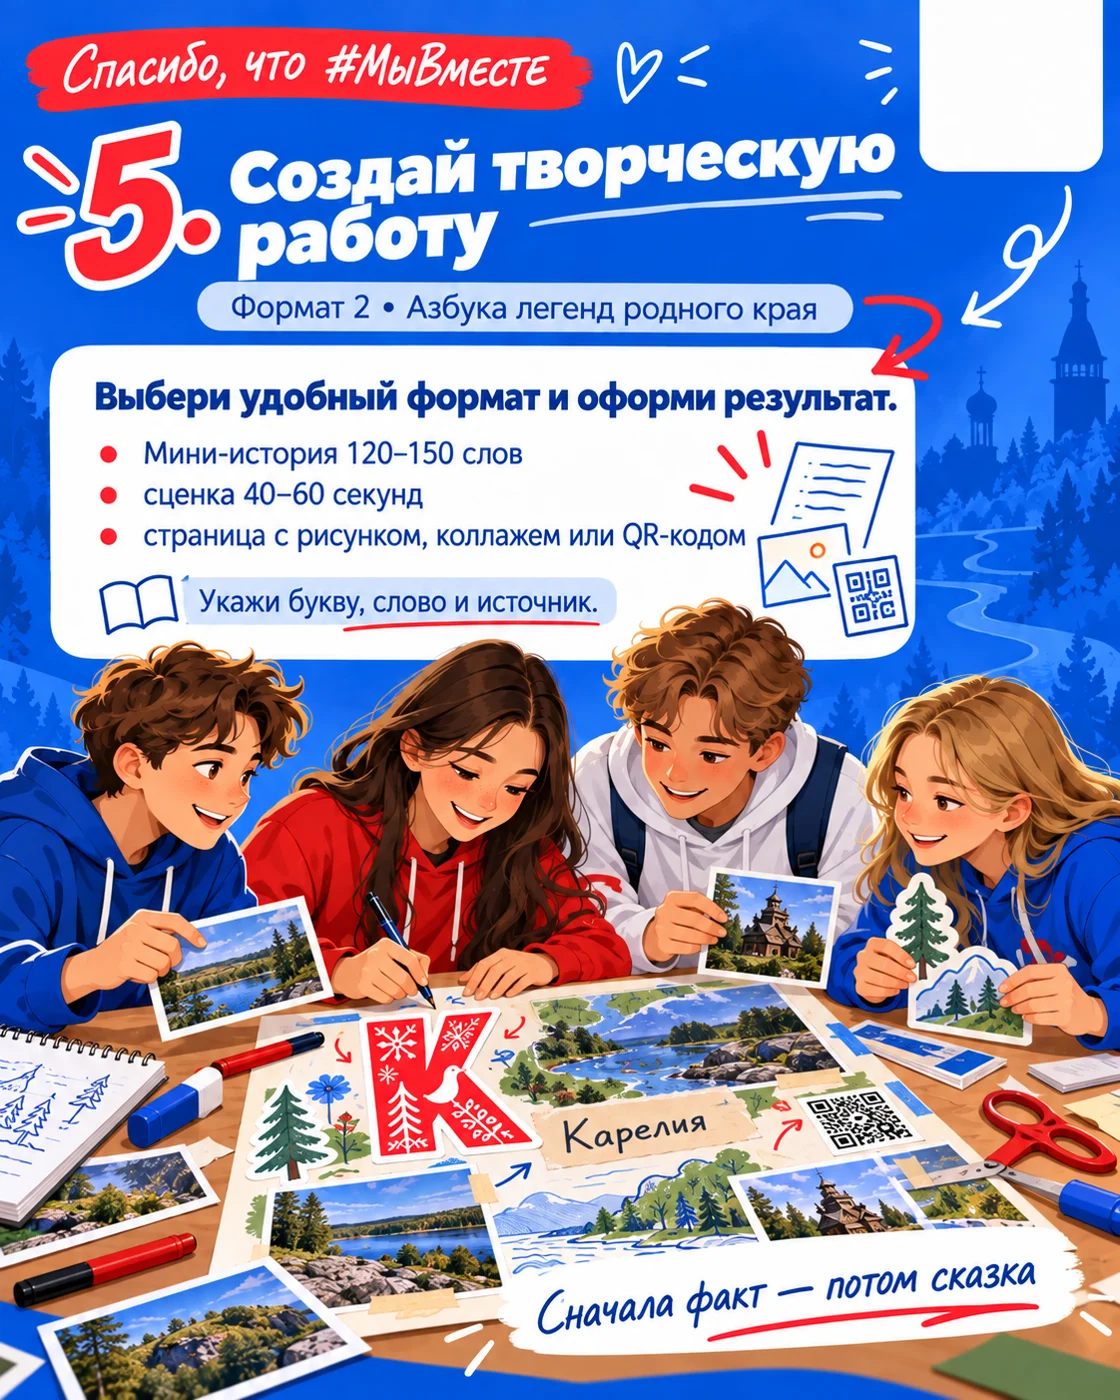 Спасибо, что #МыВместе
5. Создай творческую
работу
Формат 2 • Азбука легенд родного края
Выбери удобный формат и оформи результат.
Мини-история 120–150 слов
сценка 40–60 секунд
страница с рисунком, коллажем или QR-кодом
Укажи букву, слово и источник.
К
Карелия
Сначала факт — потом сказка